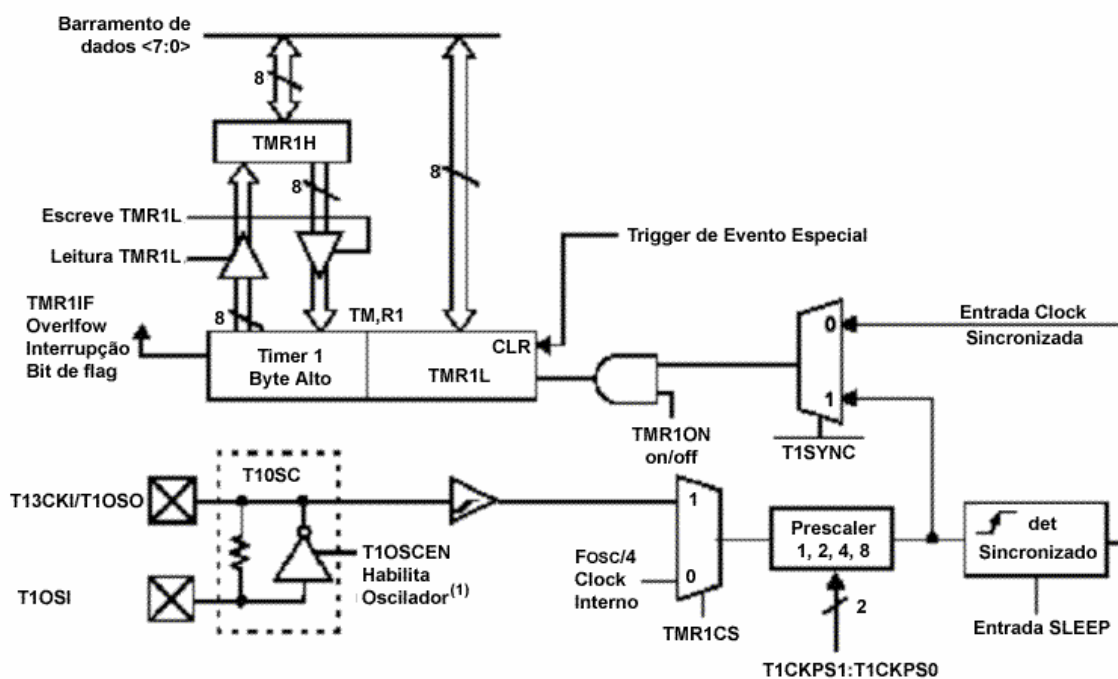 Barramento de
dados <7:0>
8
TMR1H
8
8
Escreve TMR1L
Leitura TMR1L
Trigger de Evento Especial
TMR1IF
Overlfow
Interrupção
Bit de flag
8
TM,R1
Timer 1
Byte Alto
TMR1L
CLR
0
1
Entrada Clock
Sincronizada
TMR1ON
on/off
T1SYNC
T10SC
T13CKI/T1OSO
T1OSI
T1OSCEN
Habilita
Oscilador(1)
1
0
Fosc/4
Clock
Interno
TMR1CS
Prescaler
1, 2, 4, 8
2
T1CKPS1:T1CKPS0
det
Sincronizado
Entrada SLEEP